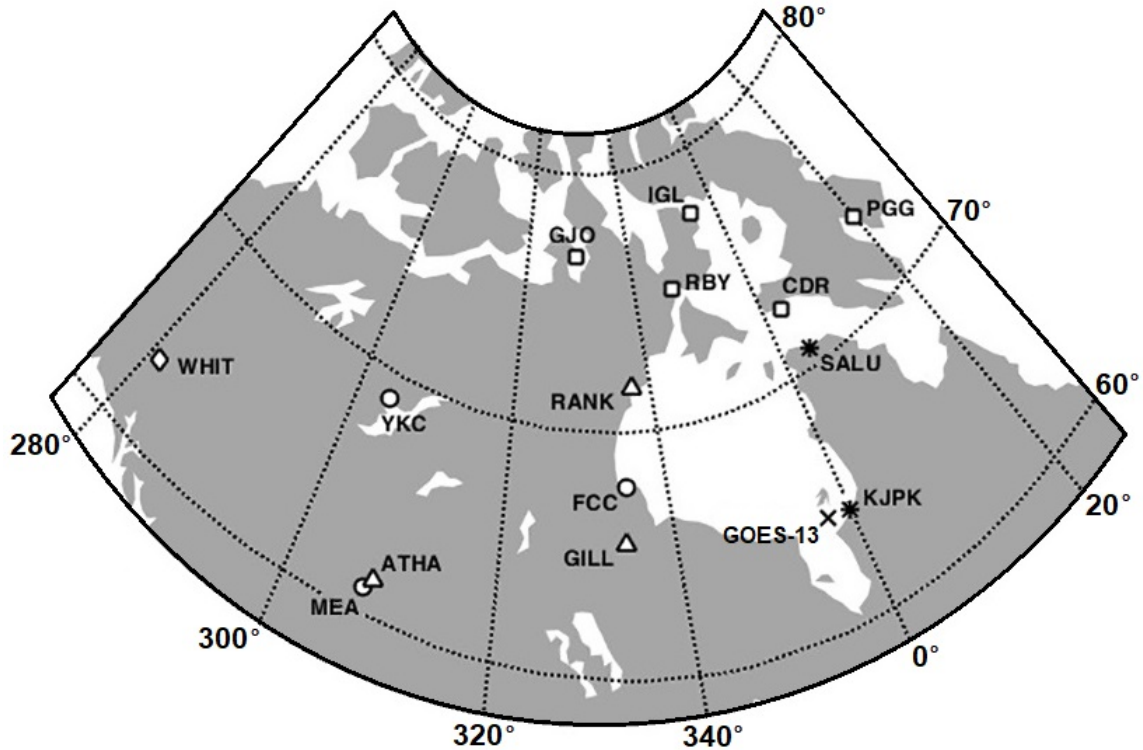 80°
IGL
PGG
70°
GJO
RBY
CDR
WHIT
SALU
60°
RANK
YKC
280°
KJPK
20°
FCC
GOES-13
GILL
ATHA
MEA
300°
0°
320°
340°